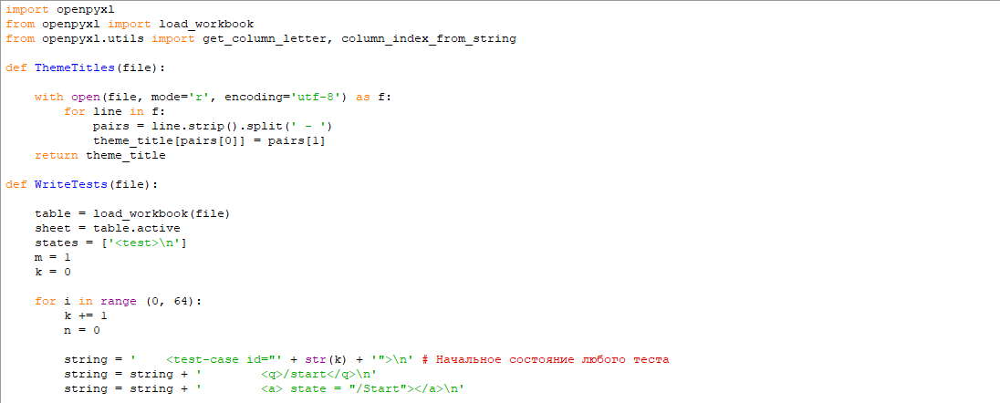 import openpyxl
from openpyxl import load_workbook
from openpyxl.utils import get_column_letter, column_index_from_string

def ThemeTitles(file):

    with open(file, mode='r', encoding='utf-8') as f:
        for line in f:
            pairs = line.strip().split(' - ')
            theme_title[pairs[0]] = pairs[1]
    return theme_title

def WriteTests(file):

    table = load_workbook(file)
    sheet = table.active
    states = ['<test>\n']
    m = 1
    k = 0

    for i in range (0, 64):
        k += 1
        n = 0

        string = '    <test-case id="' + str(k) + '">\n' # Начальное состояние любого теста
        string = string + '        <q>/start</q>\n'
        string = string + '        <a> state = "/Start"></a>\n'